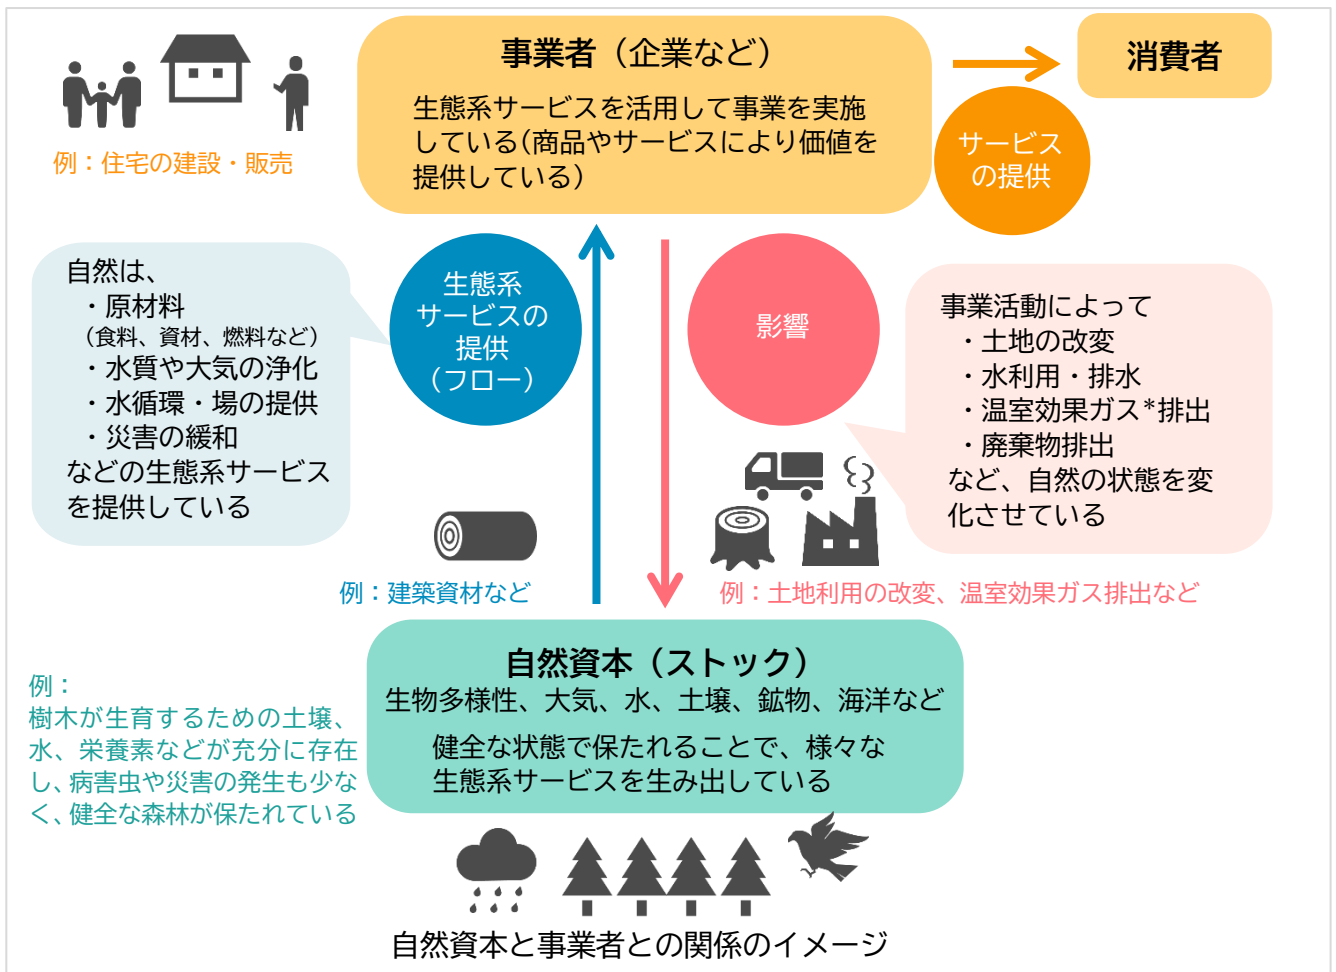 事業者（企業など）
生態系サービスを活用して事業を実施
している(商品やサービスにより価値を
提供している)
消費者
サービス
の提供
例：住宅の建設・販売
自然は、
・原材料
（食料、資材、燃料など）
・水質や大気の浄化
・水循環・場の提供
・災害の緩和
などの生態系サービス
を提供している
生態系
サービスの
提供
（フロー）
影響
事業活動によって
・土地の改変
・水利用・排水
・温室効果ガス*排出
・廃棄物排出
など、自然の状態を変
化させている
例：建築資材など
例：土地利用の改変、温室効果ガス排出など
自然資本（ストック）
生物多様性、大気、水、土壌、鉱物、海洋など
健全な状態で保たれることで、様々な
生態系サービスを生み出している
例：
樹木が生育するための土壌、
水、栄養素などが充分に存在
し、病害虫や災害の発生も少な
く、健全な森林が保たれている
自然資本と事業者との関係のイメージ